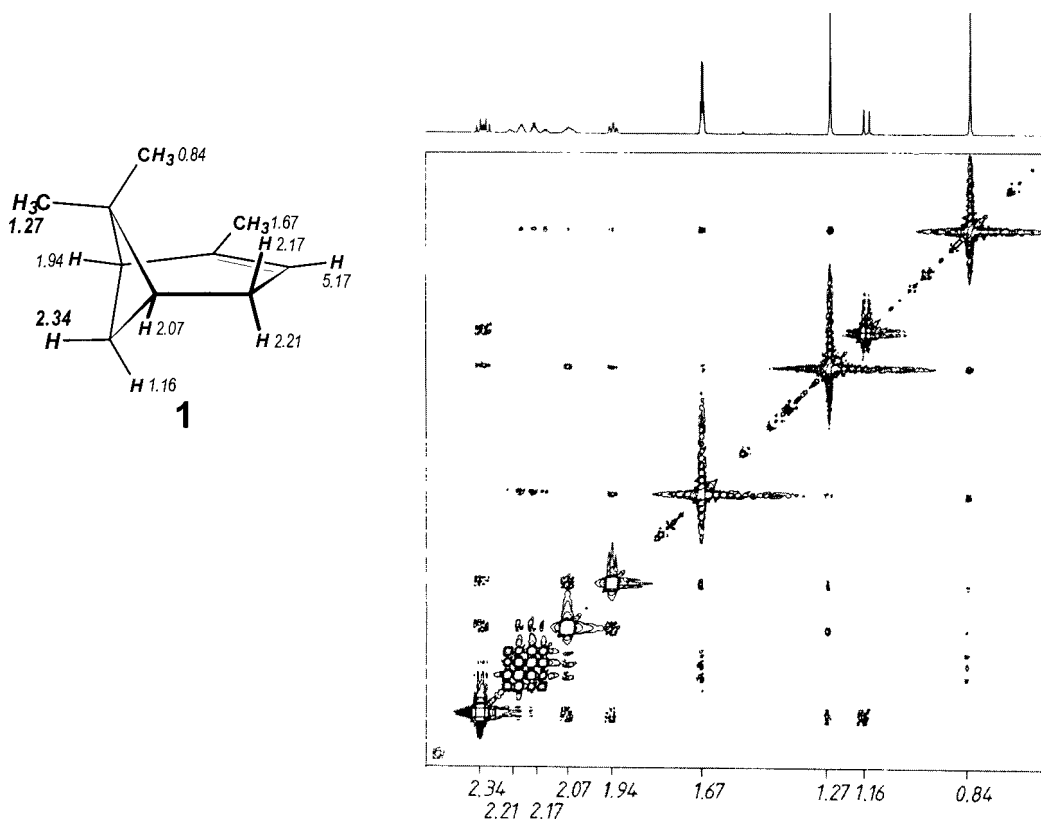 CH3 0.84
H3C
1.27
CH3 1.67
H 2.17
1.94 H
H
5.17
2.34
H
H 2.07
H 2.21
H 1.16
1
2.34 2.07 1.94 1.67 1.27 1.16 0.84
2.21 2.17